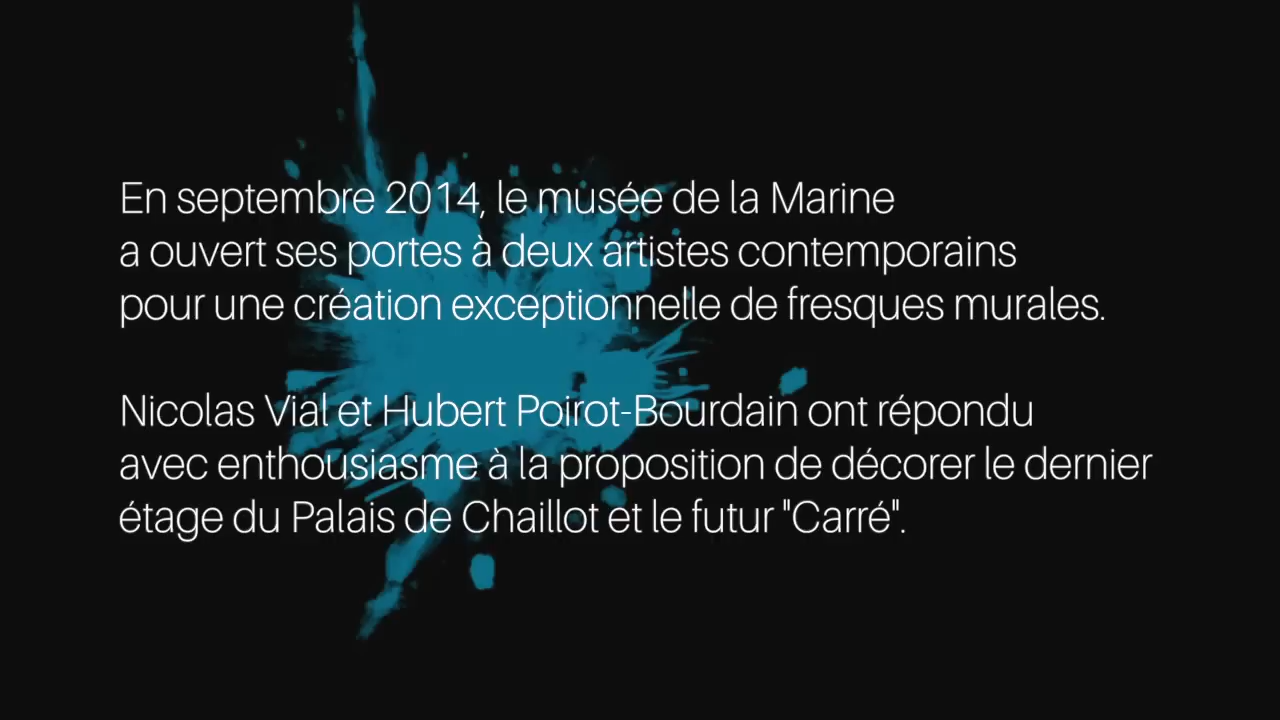 En septembre 2014, le musée de la Marine
a ouvert ses portes à deux artistes contemporains
pour une création exceptionnelle de fresques murales.
Nicolas Vial et Hubert Poirot-Bourdain ont répondu
avec enthousiasme à la proposition de décorer le dernier
étage du Palais de Chaillot et le futur "Carré".